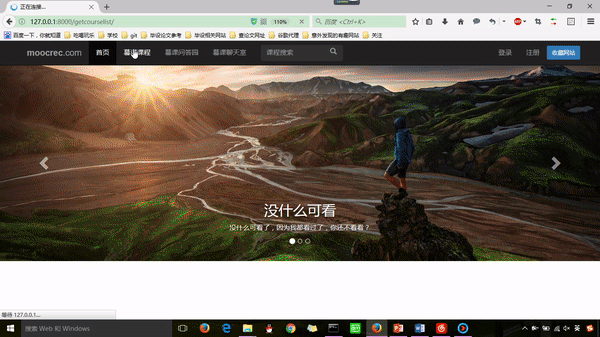 正在连接...
127.0.0.1:8000/getcourselist/
110%
百度 <Ctrl+K>
百度一下，你就知道 吃喝玩乐 学校 git 毕设论文参考 毕设相关网站 查论文网址 谷歌代理 意外发现的有趣网站 关注
moocrec.com 首页 慕课课程 慕课问答园 慕课聊天室 课程搜索 登录 注册 收藏网站
没什么可看
没什么可看了，因为我都看过了，你还不看看？
等待 127.0.0.1...
搜索 Web 和 Windows
英